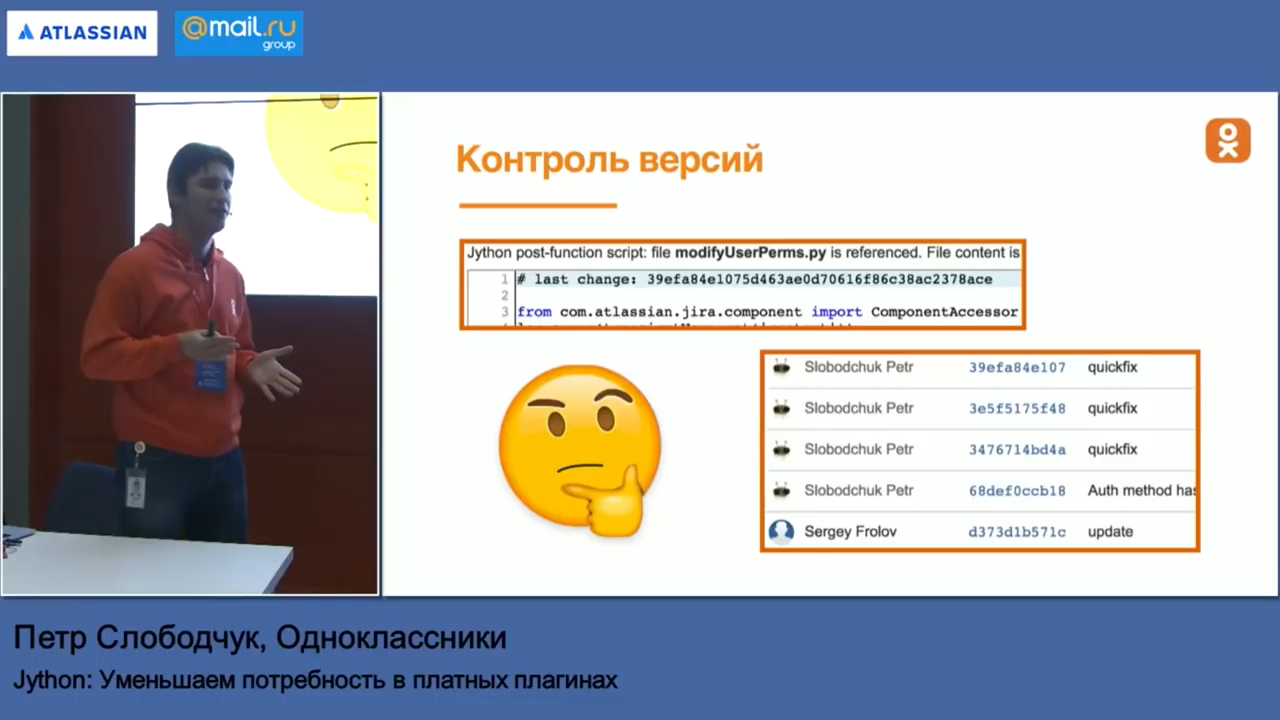 ATLASSIAN
@mail.ru
group
Контроль версий
Jython post-function script: file modifyUserPerms.py is referenced. File content is
1 # last change: 39efa84e1075d463ae0d70616f86c38ac2378ace
2
3 from com.atlassian.jira.component import ComponentAccessor
Slobodchuk Petr 39efa84e107 quickfix
Slobodchuk Petr 3e5f5175f48 quickfix
Slobodchuk Petr 3476714bd4a quickfix
Slobodchuk Petr 68def0ccb18 Auth method has
Sergey Frolov d373d1b571c update
Петр Слободчук, Одноклассники
Jython: Уменьшаем потребность в платных плагинах